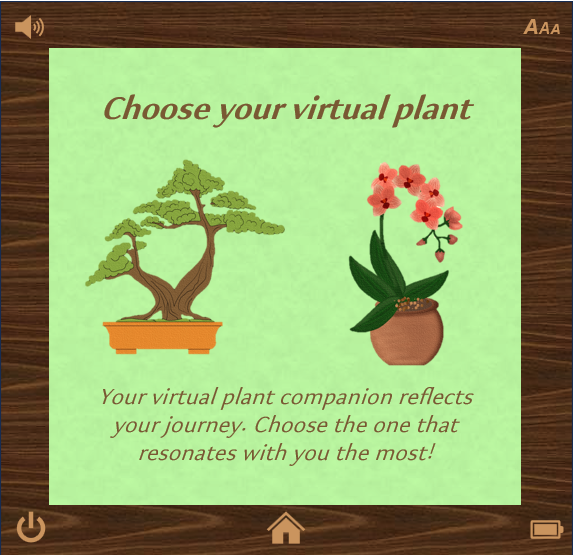 AAA
Choose your virtual plant
Your virtual plant companion reflects
your journey. Choose the one that
resonates with you the most!